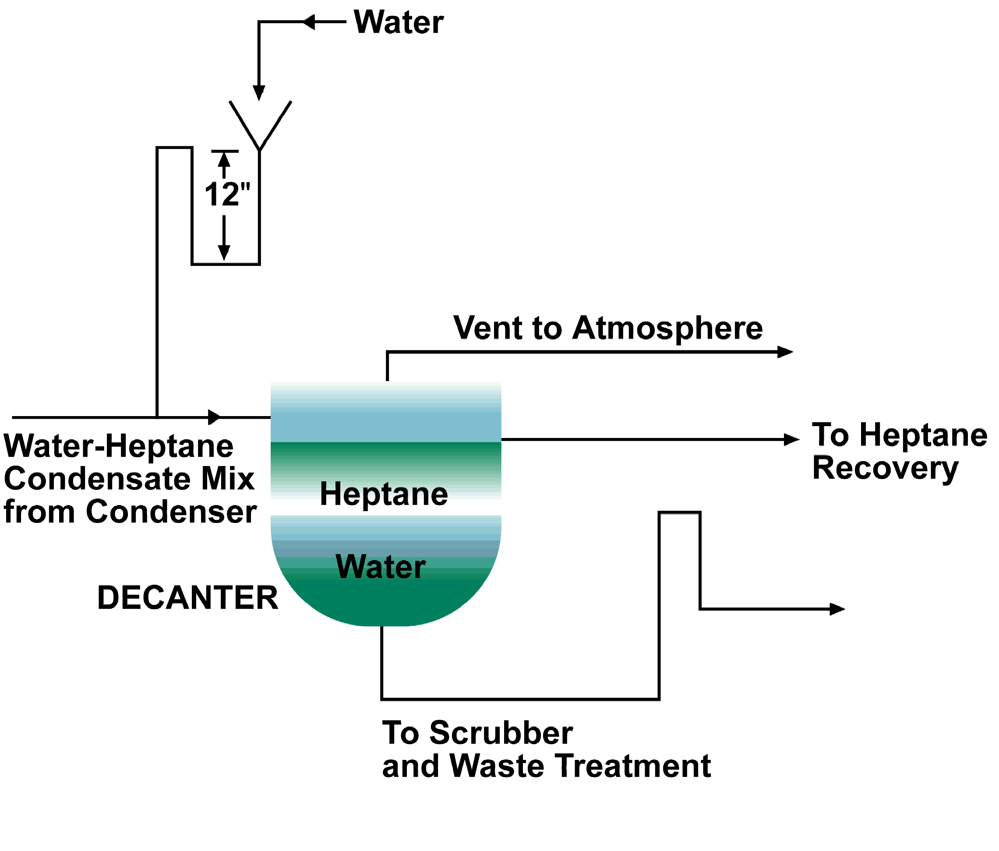 Water
12"
Vent to Atmosphere
Water-Heptane
Condensate Mix
from Condenser
To Heptane
Recovery
Heptane
Water
DECANTER
To Scrubber
and Waste Treatment